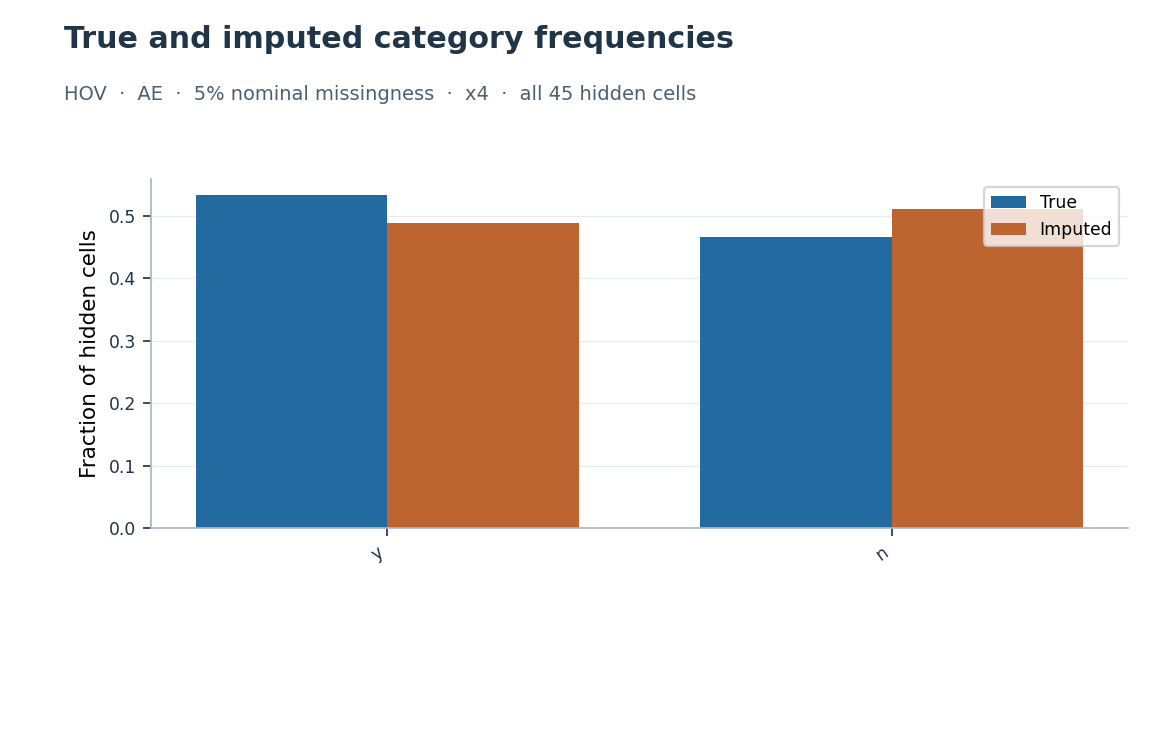 True and imputed category frequencies
HOV · AE · 5% nominal missingness · x4 · all 45 hidden cells
True
Imputed
Fraction of hidden cells
0.5
0.4
0.3
0.2
0.1
0.0
y
n